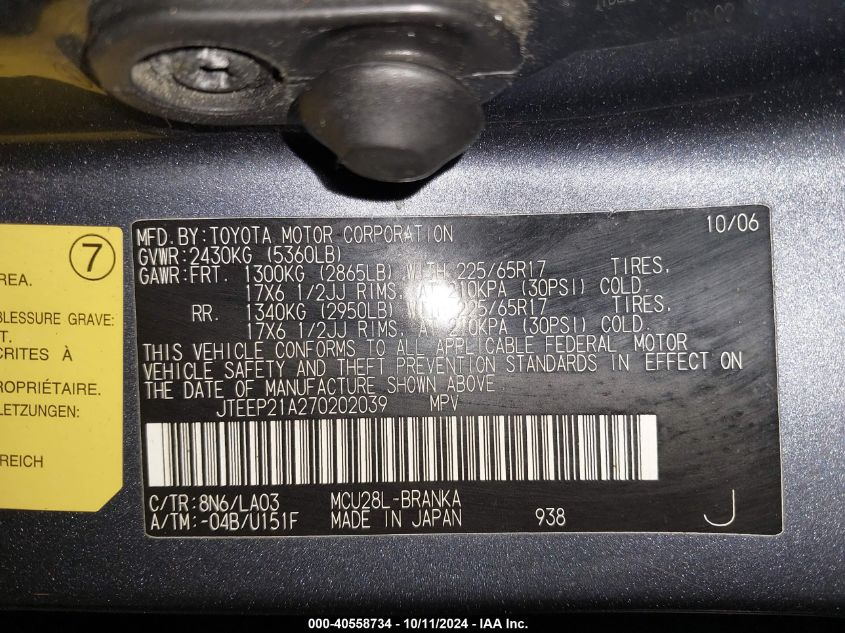 10/06
MFD.BY:TOYOTA MOTOR CORPORATION
GVWR:2430KG (5360LB)
GAWR:FRT. 1300KG (2865LB) WITH 225/65R17 TIRES,
17X6 1/2JJ RIMS, AT 210KPA (30PSI) COLD.
RR. 1340KG (2950LB) WITH 225/65R17 TIRES,
17X6 1/2JJ RIMS, AT 210KPA (30PSI) COLD.
THIS VEHICLE CONFORMS TO ALL APPLICABLE FEDERAL MOTOR
VEHICLE SAFETY AND THEFT PREVENTION STANDARDS IN EFFECT ON
THE DATE OF MANUFACTURE SHOWN ABOVE.
JTEEP21A270202039 MPV
C/TR:8N6/LA03 MCU28L-BRANKA
A/TM:-04B/U151F MADE IN JAPAN 938 J
7
REA.
BLESSURE GRAVE:
T.
CRITES À
PROPRIÉTAIRE.
LETZUNGEN:
REICH
000-40558734 - 10/11/2024 - IAA Inc.